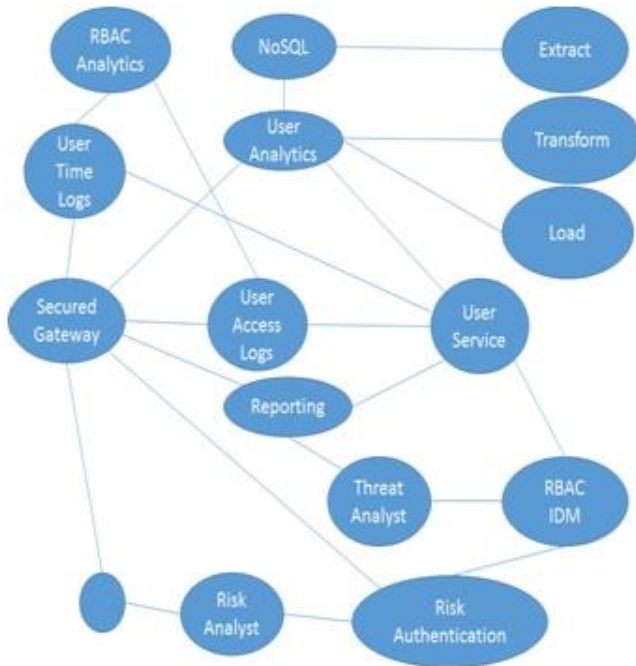 RBAC
Analytics
NoSQL
Extract
User
Analytics
Transform
User
Time
Logs
Load
Secured
Gateway
User
Access
Logs
User
Service
Reporting
Threat
Analyst
RBAC
IDM
Risk
Analyst
Risk
Authentication